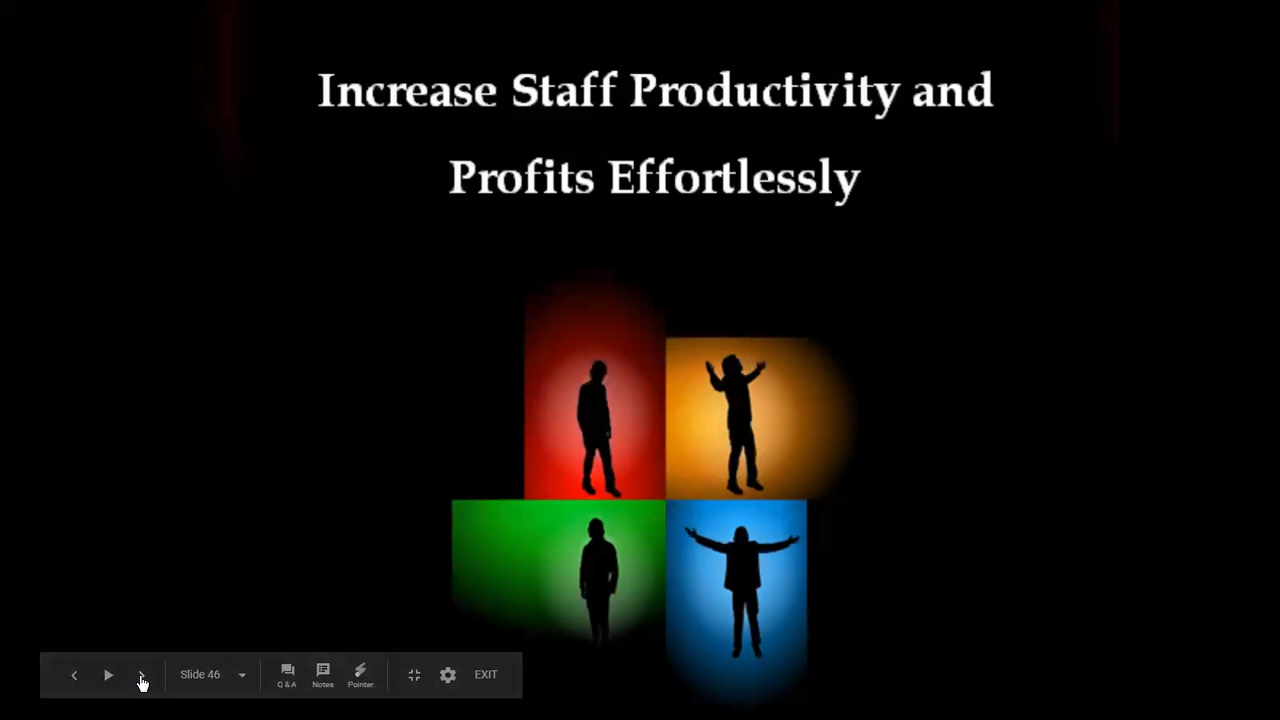 Increase Staff Productivity and
Profits Effortlessly
Slide 46
Q & A
Notes
Pointer
EXIT